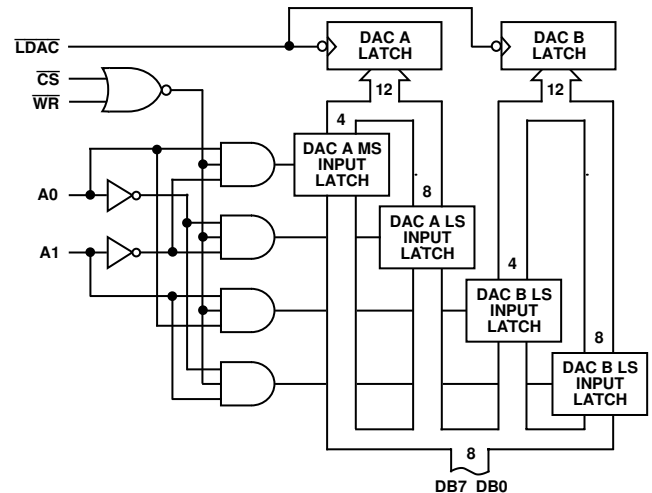 DAC A
LATCH
DAC B
LATCH
LDAC
CS
WR
12
12
4
DAC A MS
INPUT
LATCH
A0
8
DAC A LS
INPUT
LATCH
A1
4
DAC B LS
INPUT
LATCH
8
DAC B LS
INPUT
LATCH
8
DB7 DB0